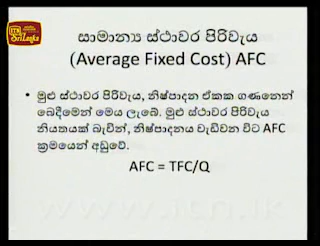 සාමාන්‍ය ස්ථාවර පිරිවැය
(Average Fixed Cost) AFC
• මුළු ස්ථාවර පිරිවැය, නිෂ්පාදන ඒකක ගණනෙන්
බෙදීමෙන් මෙය ලැබේ. මුළු ස්ථාවර පිරිවැය
නියතයක් බැවින්, නිෂ්පාදනය වැඩිවන විට AFC
ක්‍රමයෙන් අඩුවේ.
AFC = TFC/Q